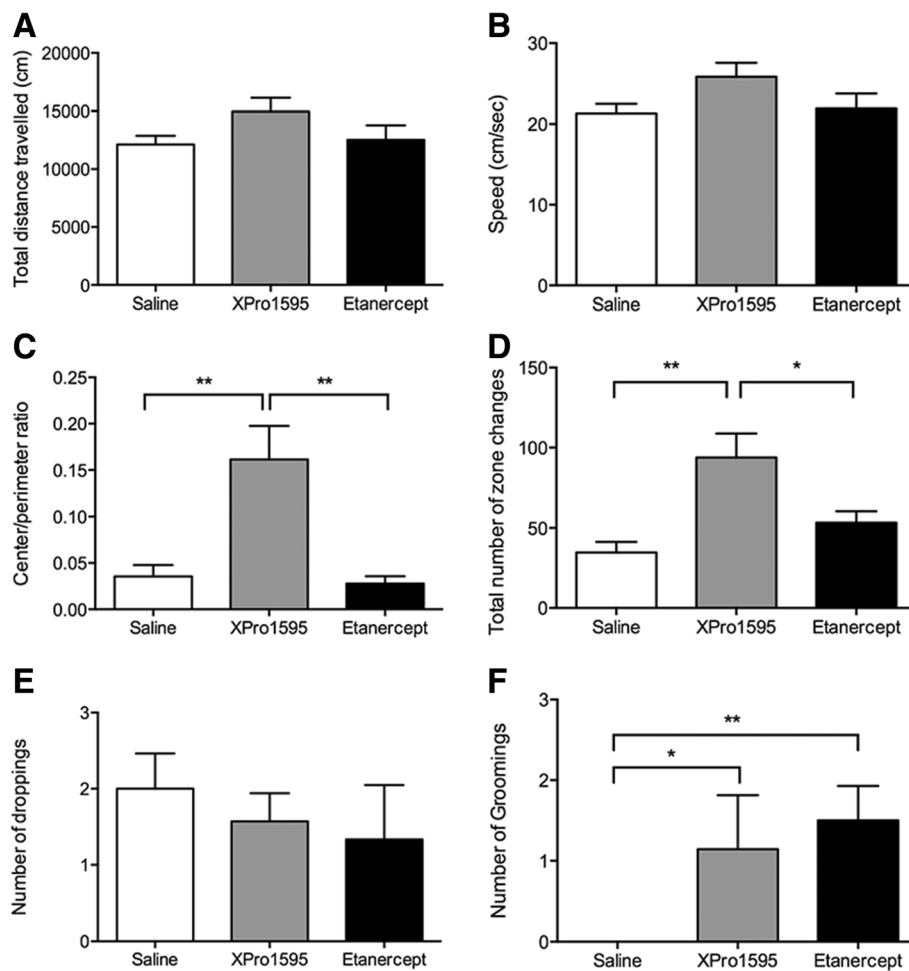 A
Total distance travelled (cm)
20000
15000
10000
5000
0
Saline XPro1595 Etanercept
B
Speed (cm/sec)
30
20
10
0
Saline XPro1595 Etanercept
C
Center/perimeter ratio
0.25
0.20
0.15
0.10
0.05
0.00
** **
Saline XPro1595 Etanercept
D
Total number of zone changes
150
100
50
0
** *
Saline XPro1595 Etanercept
E
Number of droppings
3
2
1
0
Saline XPro1595 Etanercept
F
Number of Groomings
3
2
1
0
**
*
Saline XPro1595 Etanercept